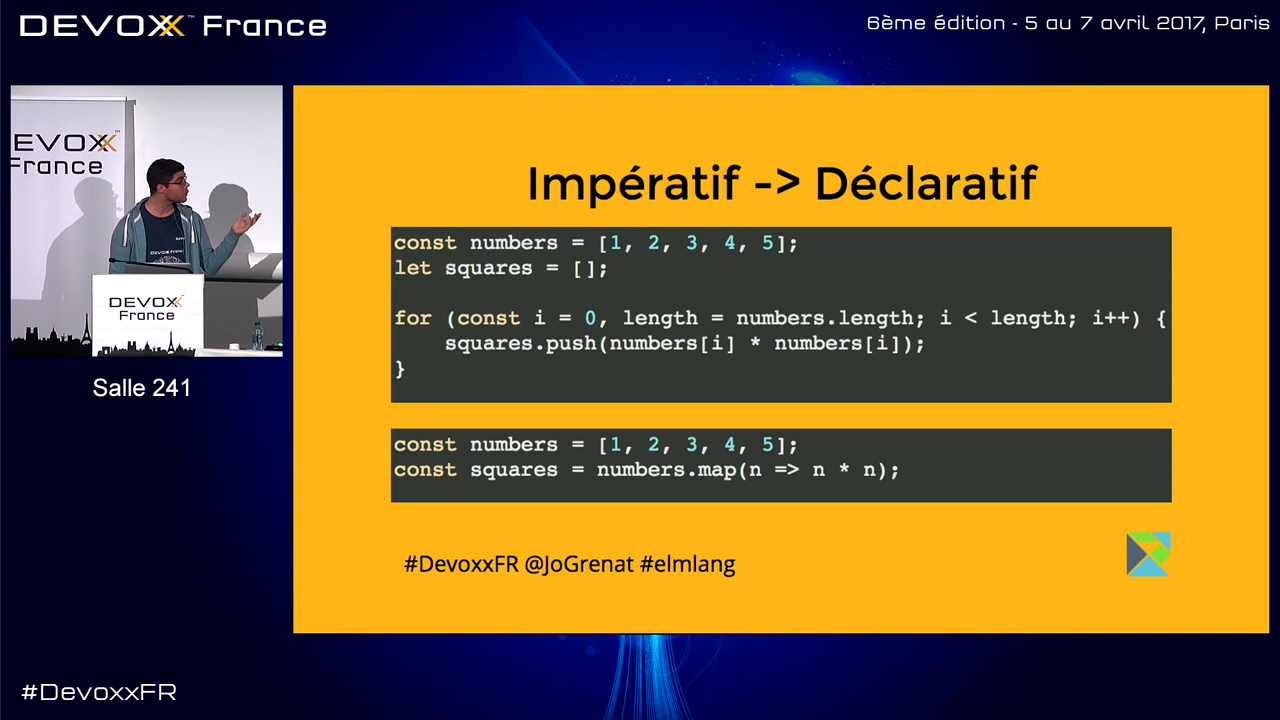 DEVOXX™ France
6ème édition - 5 au 7 avril 2017, Paris
EVOXX™
France
DEVOXX
France
Salle 241
Impératif -> Déclaratif
const numbers = [1, 2, 3, 4, 5];
let squares = [];
for (const i = 0, length = numbers.length; i < length; i++) {
squares.push(numbers[i] * numbers[i]);
}
const numbers = [1, 2, 3, 4, 5];
const squares = numbers.map(n => n * n);
#DevoxxFR @JoGrenat #elmlang
#DevoxxFR